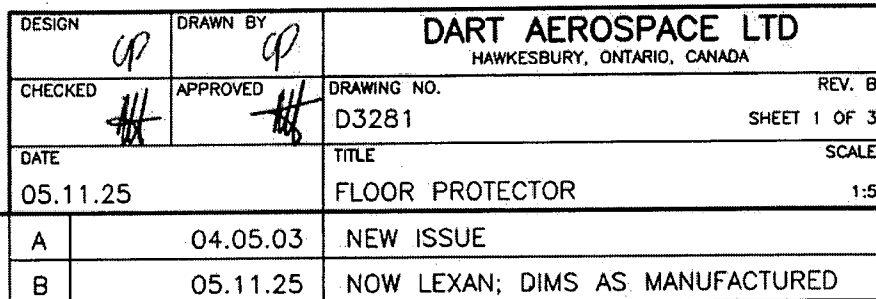 DESIGN DRAWN BY DART AEROSPACE LTD
CP CP HAWKESBURY, ONTARIO, CANADA
CHECKED APPROVED DRAWING NO. REV. B
D3281 SHEET 1 OF 3
DATE TITLE SCALE
05.11.25 FLOOR PROTECTOR 1:5
A 04.05.03 NEW ISSUE
B 05.11.25 NOW LEXAN; DIMS AS MANUFACTURED